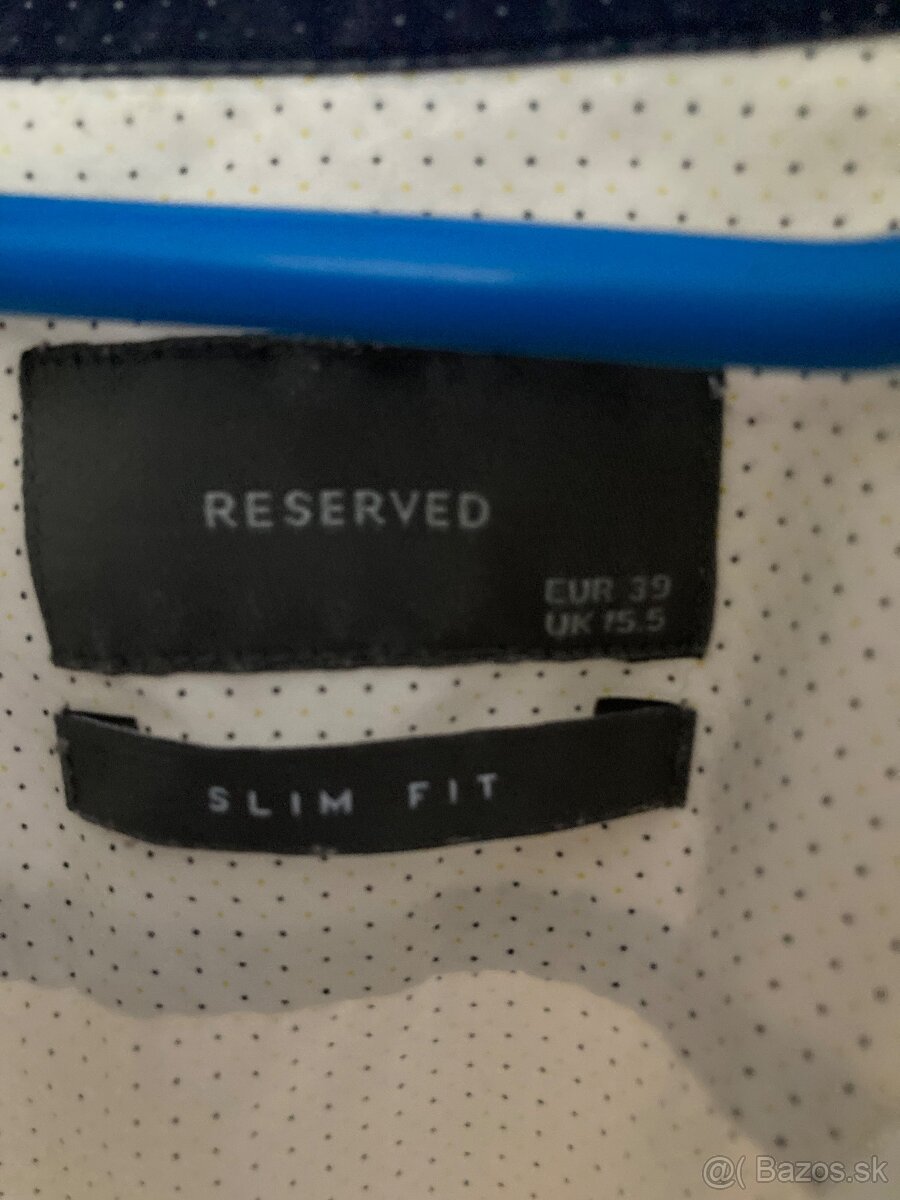 RESERVED
EUR 39
UK 15.5
SLIM FIT
@( Bazos.sk